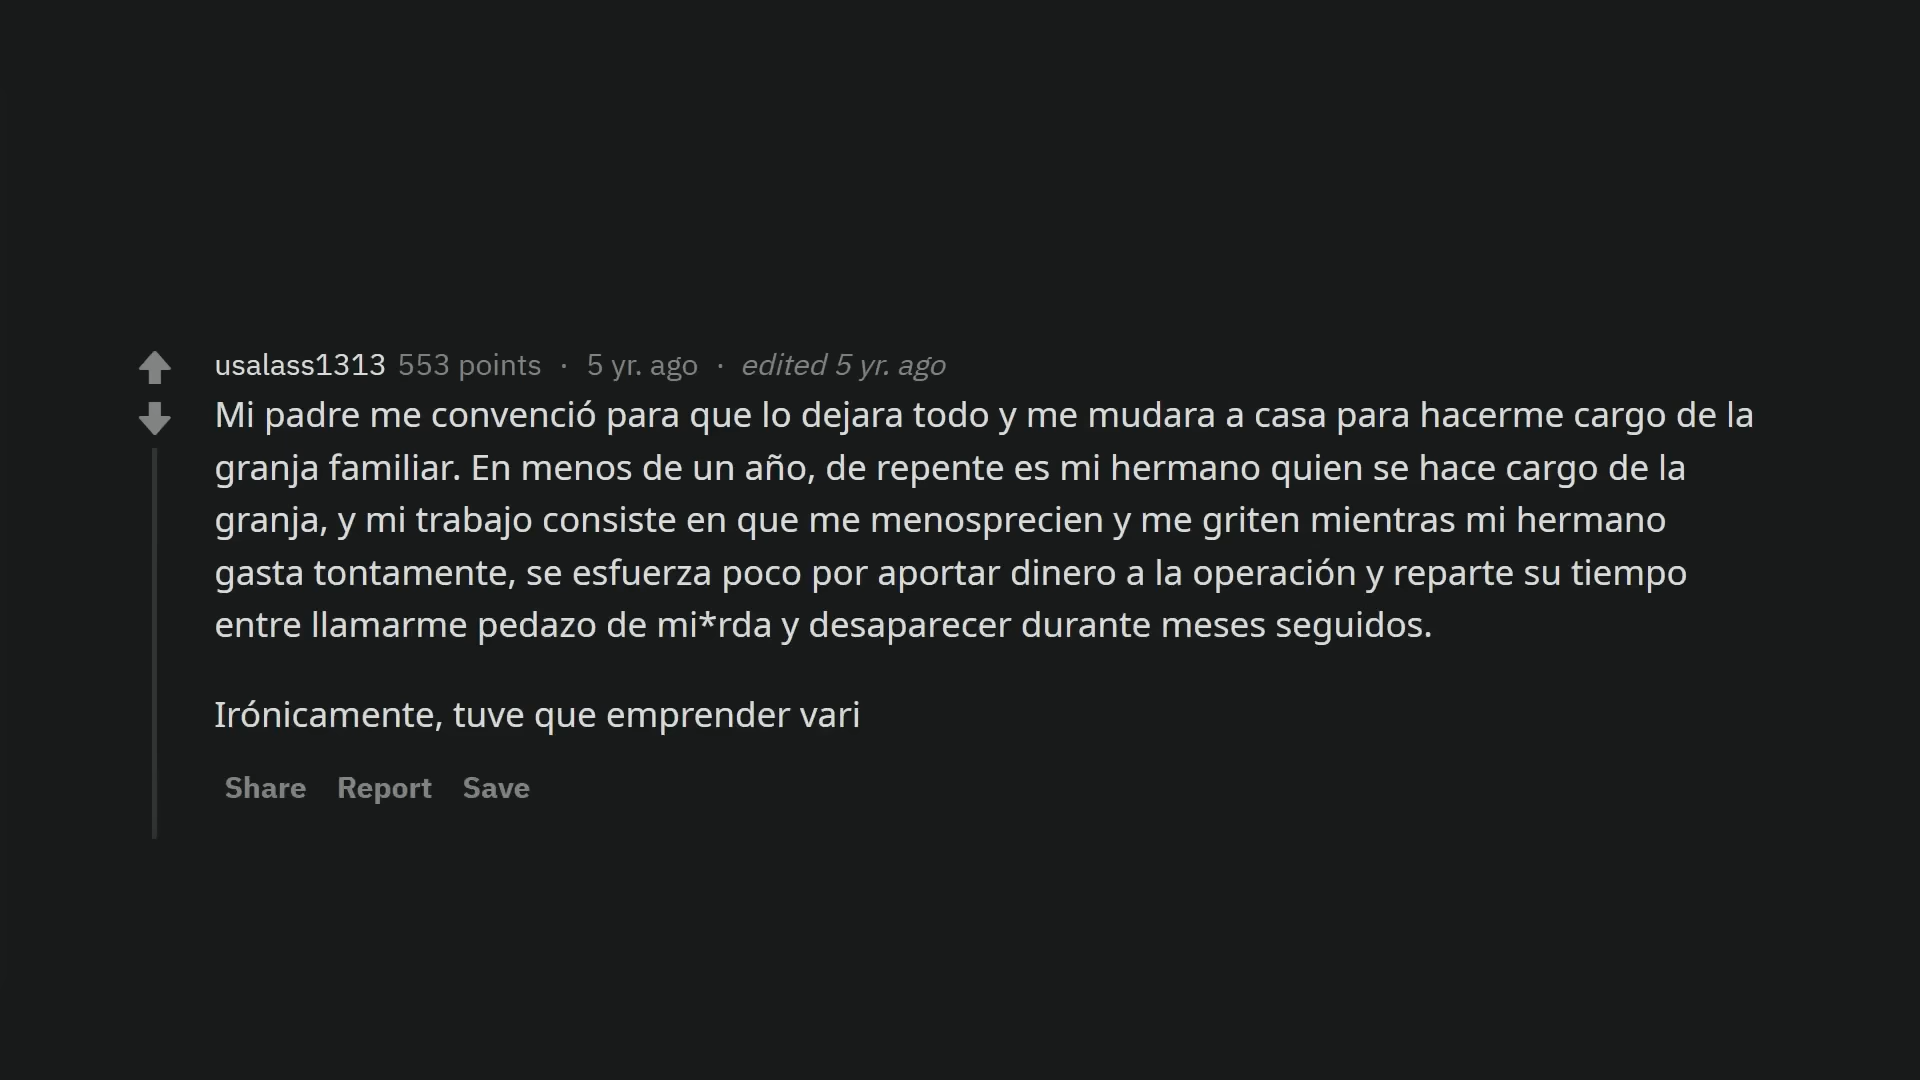 usalass1313 553 points · 5 yr. ago · edited 5 yr. ago
Mi padre me convenció para que lo dejara todo y me mudara a casa para hacerme cargo de la
granja familiar. En menos de un año, de repente es mi hermano quien se hace cargo de la
granja, y mi trabajo consiste en que me menosprecien y me griten mientras mi hermano
gasta tontamente, se esfuerza poco por aportar dinero a la operación y reparte su tiempo
entre llamarme pedazo de mi*rda y desaparecer durante meses seguidos.
Irónicamente, tuve que emprender vari
Share Report Save